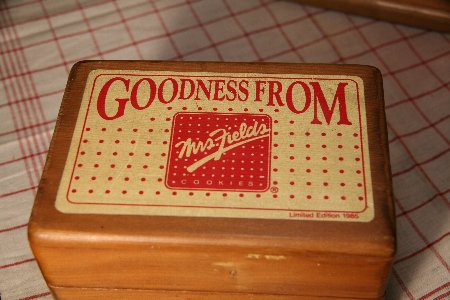 GOODNESS FROM
Mrs. Fields
COOKIES
®
Limited Edition 1985